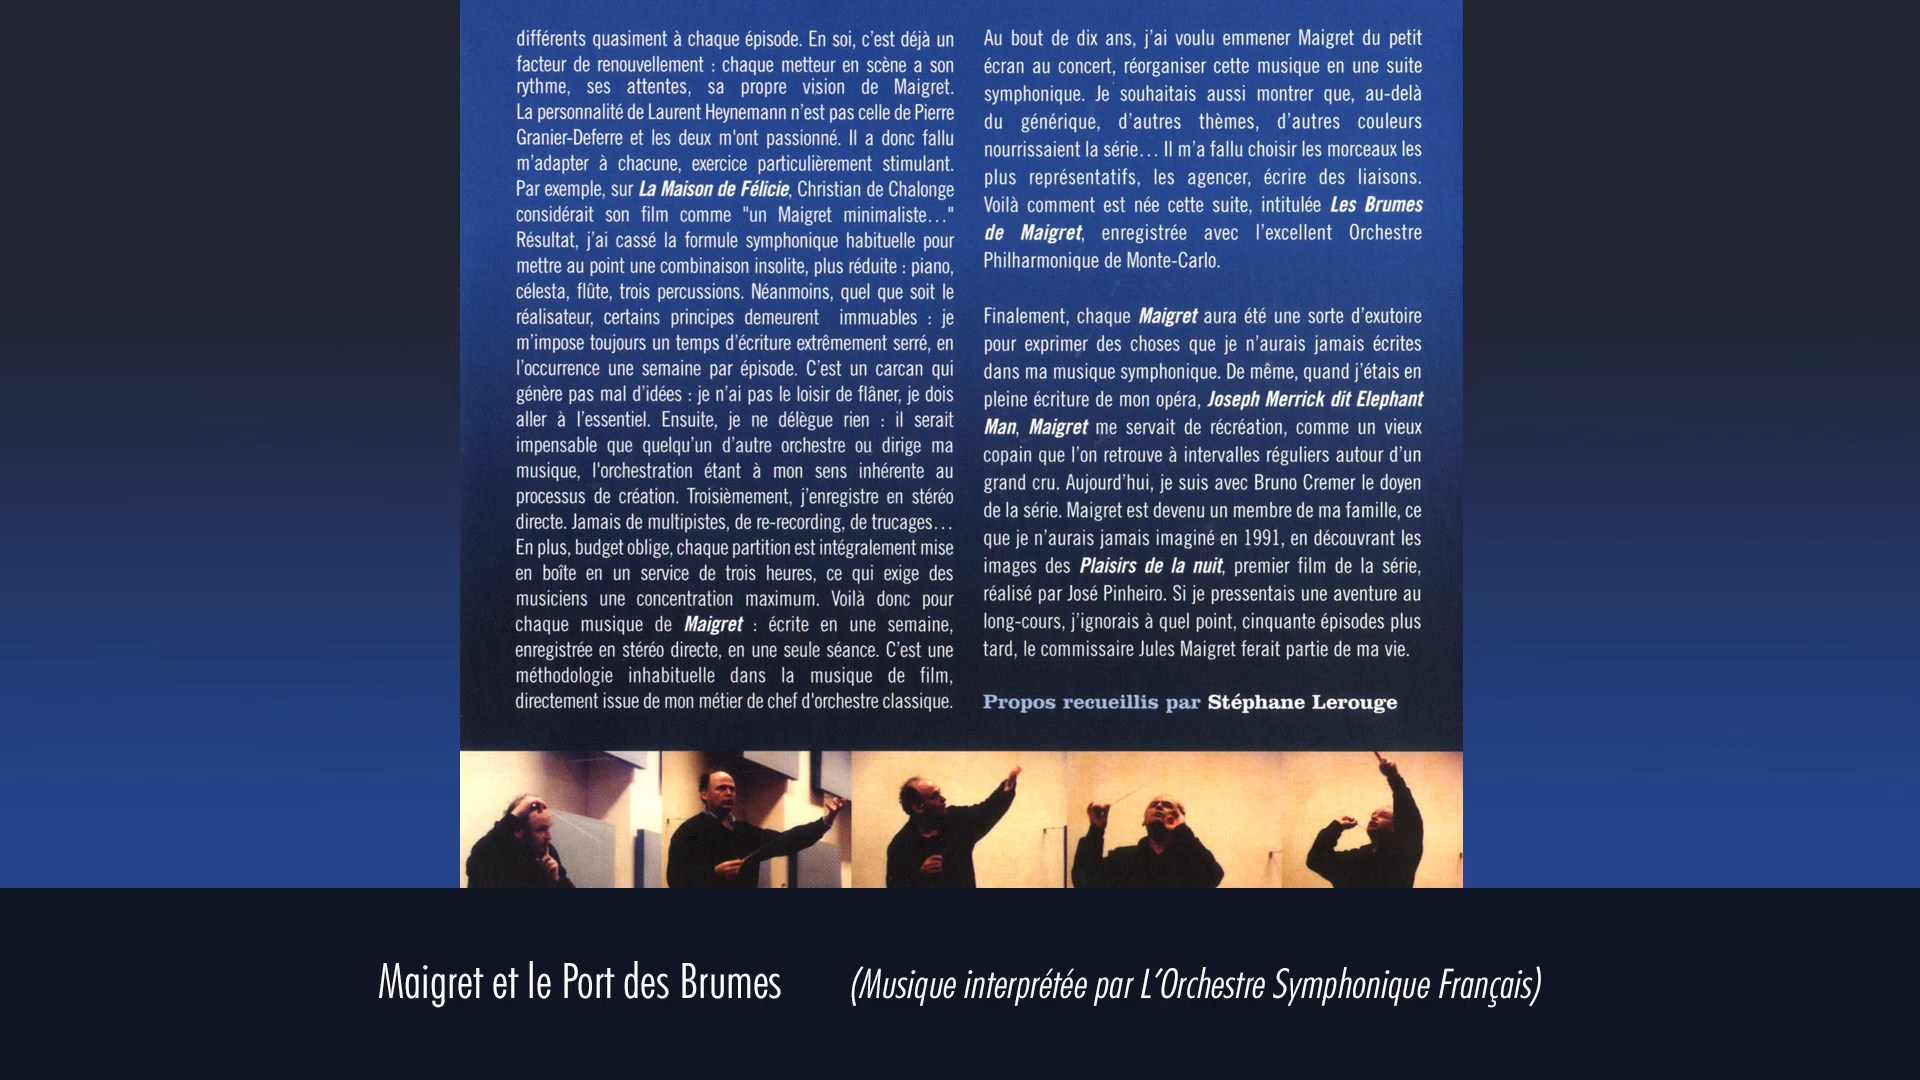 différents quasiment à chaque épisode. En soi, c'est déjà un
facteur de renouvellement : chaque metteur en scène a son
rythme, ses attentes, sa propre vision de Maigret.
La personnalité de Laurent Heynemann n'est pas celle de Pierre
Granier-Deferre et les deux m'ont passionné. Il a donc fallu
m'adapter à chacune, exercice particulièrement stimulant.
Par exemple, sur La Maison de Félicie, Christian de Chalonge
considérait son film comme "un Maigret minimaliste…"
Résultat, j'ai cassé la formule symphonique habituelle pour
mettre au point une combinaison insolite, plus réduite : piano,
célesta, flûte, trois percussions. Néanmoins, quel que soit le
réalisateur, certains principes demeurent immuables : je
m'impose toujours un temps d'écriture extrêmement serré, en
l'occurrence une semaine par épisode. C'est un carcan qui
génère pas mal d'idées : je n'ai pas le loisir de flâner, je dois
aller à l'essentiel. Ensuite, je ne délègue rien : il serait
impensable que quelqu'un d'autre orchestre ou dirige ma
musique, l'orchestration étant à mon sens inhérente au
processus de création. Troisièmement, j'enregistre en stéréo
directe. Jamais de multipistes, de re-recording, de trucages…
En plus, budget oblige, chaque partition est intégralement mise
en boîte en un service de trois heures, ce qui exige des
musiciens une concentration maximum. Voilà donc pour
chaque musique de Maigret : écrite en une semaine,
enregistrée en stéréo directe, en une seule séance. C'est une
méthodologie inhabituelle dans la musique de film,
directement issue de mon métier de chef d'orchestre classique.
Au bout de dix ans, j'ai voulu emmener Maigret du petit
écran au concert, réorganiser cette musique en une suite
symphonique. Je souhaitais aussi montrer que, au-delà
du générique, d'autres thèmes, d'autres couleurs
nourrissaient la série… Il m'a fallu choisir les morceaux les
plus représentatifs, les agencer, écrire des liaisons.
Voilà comment est née cette suite, intitulée Les Brumes
de Maigret, enregistrée avec l'excellent Orchestre
Philharmonique de Monte-Carlo.
Finalement, chaque Maigret aura été une sorte d'exutoire
pour exprimer des choses que je n'aurais jamais écrites
dans ma musique symphonique. De même, quand j'étais en
pleine écriture de mon opéra, Joseph Merrick dit Elephant
Man, Maigret me servait de récréation, comme un vieux
copain que l'on retrouve à intervalles réguliers autour d'un
grand cru. Aujourd'hui, je suis avec Bruno Cremer le doyen
de la série. Maigret est devenu un membre de ma famille, ce
que je n'aurais jamais imaginé en 1991, en découvrant les
images des Plaisirs de la nuit, premier film de la série,
réalisé par José Pinheiro. Si je pressentais une aventure au
long-cours, j'ignorais à quel point, cinquante épisodes plus
tard, le commissaire Jules Maigret ferait partie de ma vie.
Propos recueillis par Stéphane Lerouge
Maigret et le Port des Brumes (Musique interprétée par L'Orchestre Symphonique Français)